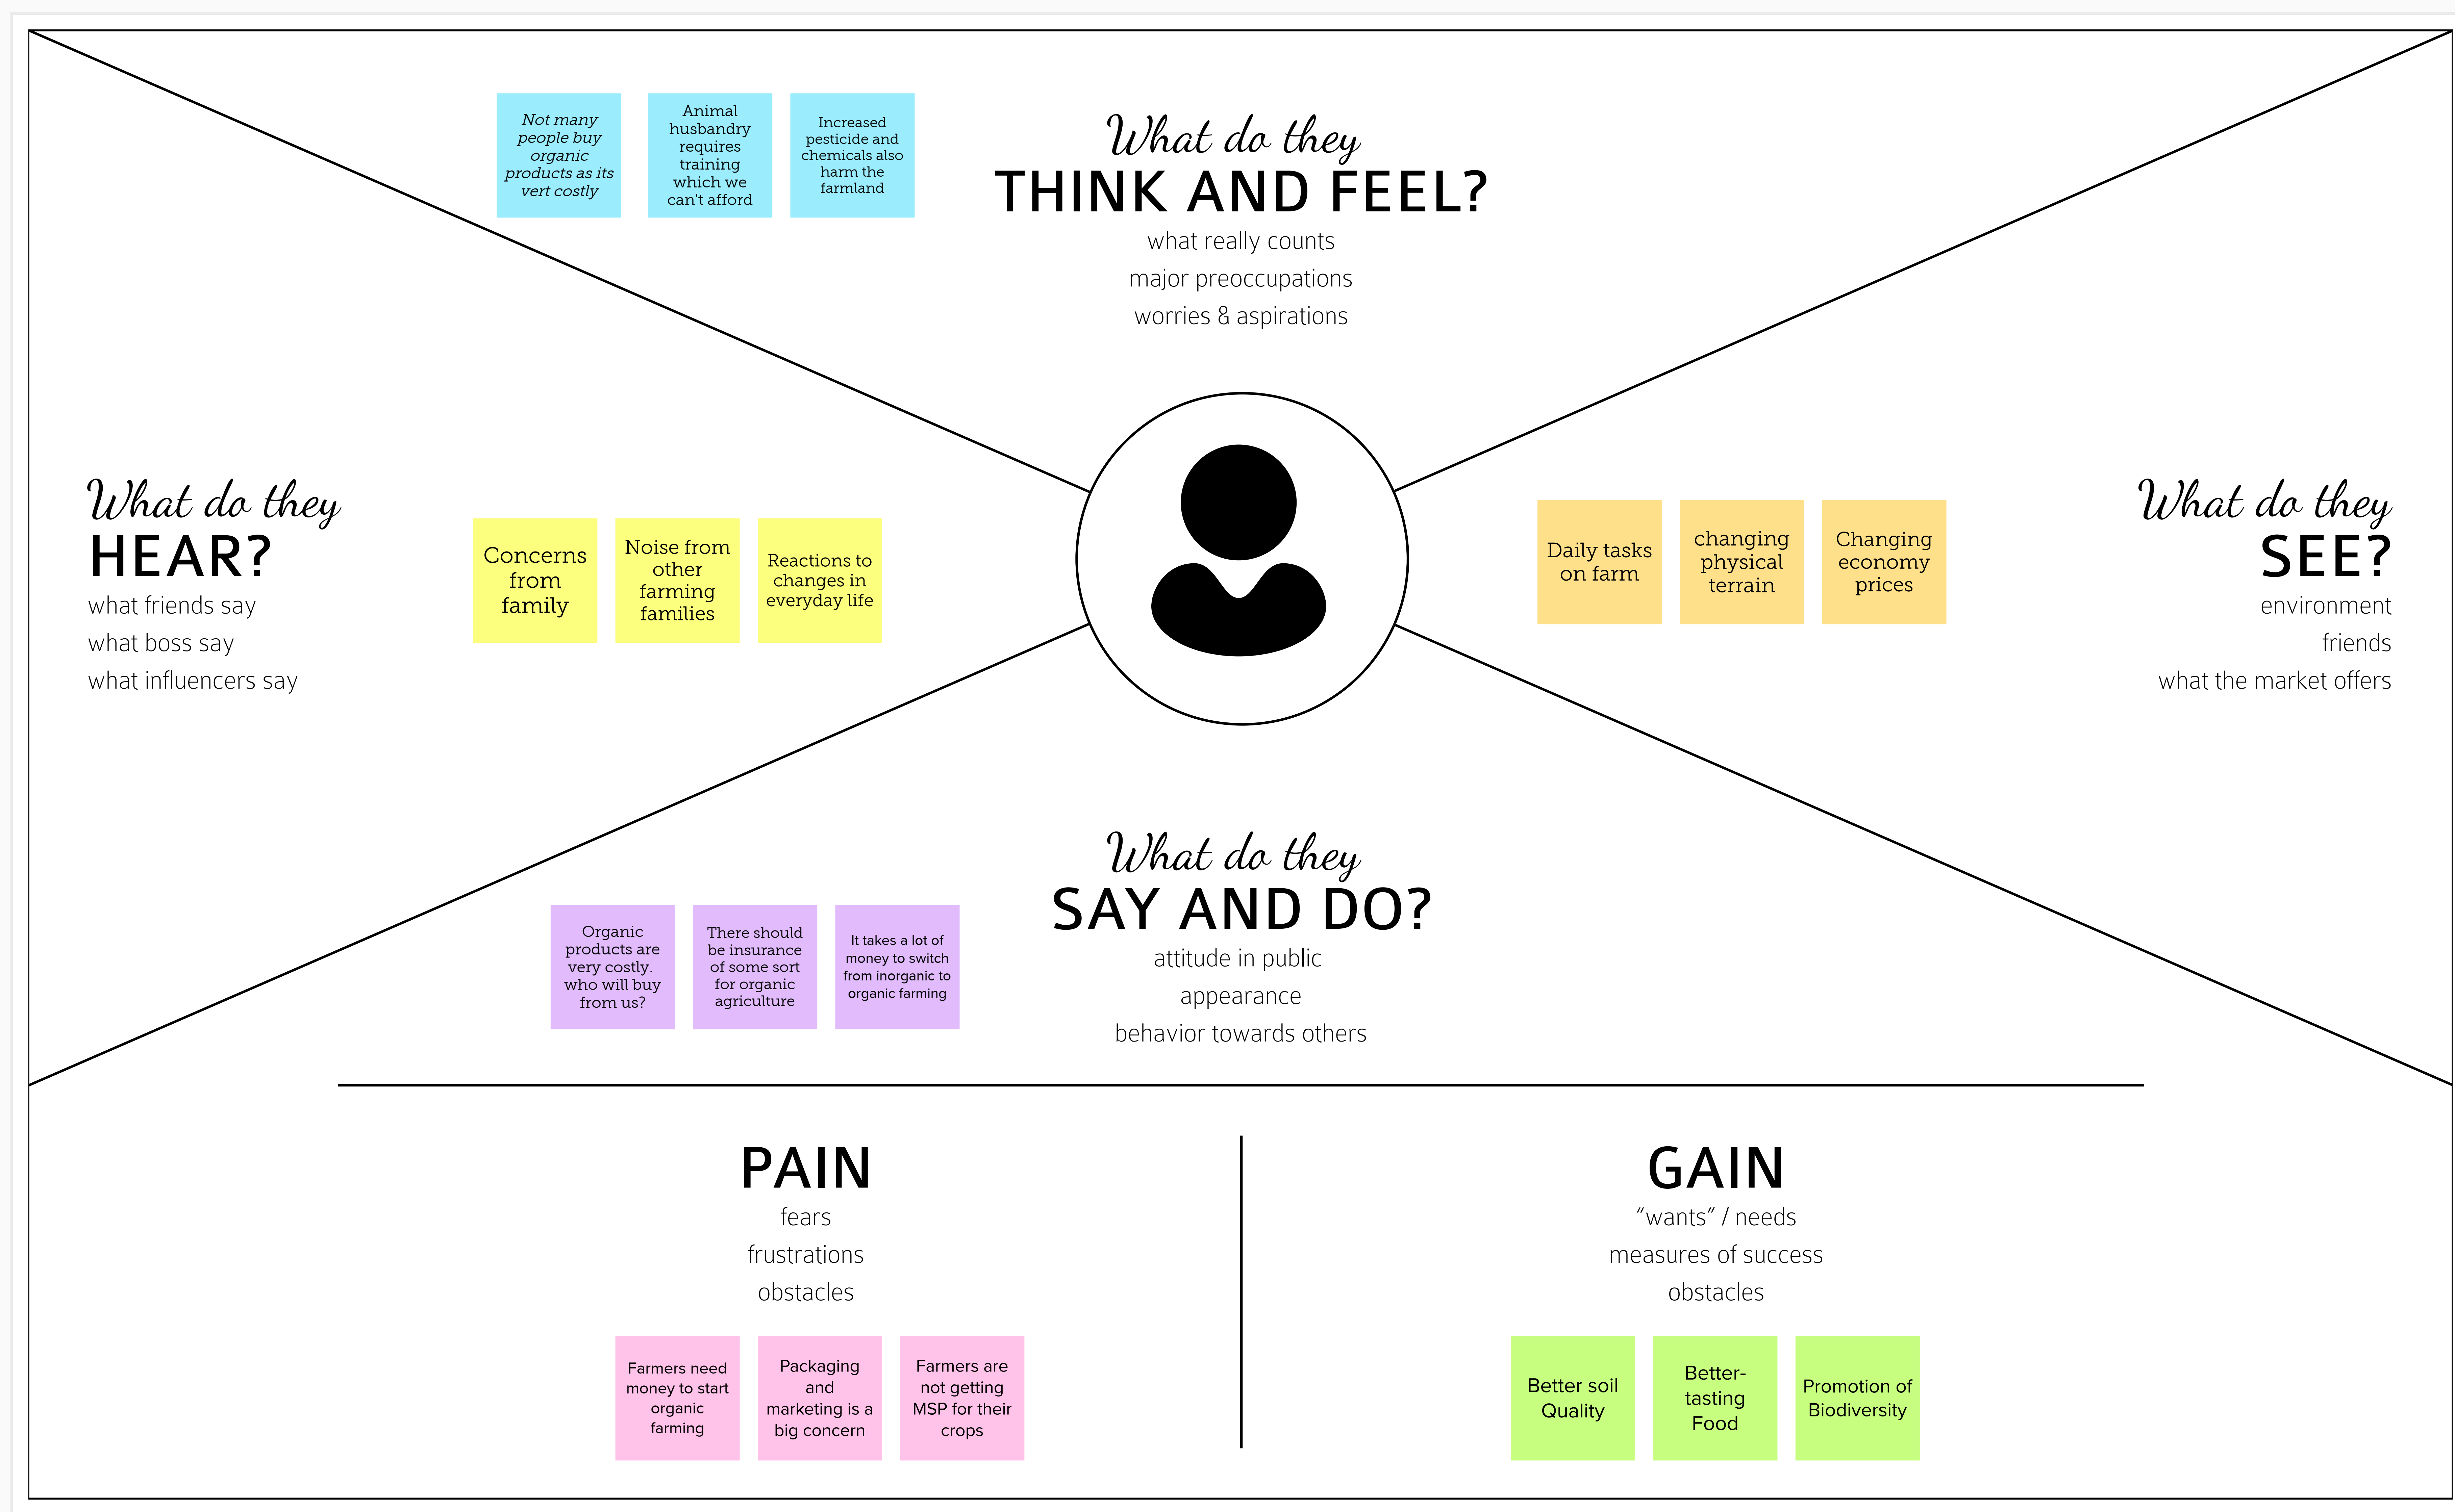 Not many
people buy
organic
products as its
vert costly
Animal
husbandry
requires
training
which we
can't afford
Increased
pesticide and
chemicals also
harm the
farmland
What do they
THINK AND FEEL?
what really counts
major preoccupations
worries & aspirations
What do they
HEAR?
what friends say
what boss say
what influencers say
Concerns
from
family
Noise from
other
farming
families
Reactions to
changes in
everyday life
Daily tasks
on farm
changing
physical
terrain
Changing
economy
prices
What do they
SEE?
environment
friends
what the market offers
Organic
products are
very costly.
who will buy
from us?
There should
be insurance
of some sort
for organic
agriculture
It takes a lot of
money to switch
from inorganic to
organic farming
What do they
SAY AND DO?
attitude in public
appearance
behavior towards others
PAIN
fears
frustrations
obstacles
Farmers need
money to start
organic
farming
Packaging
and
marketing is a
big concern
Farmers are
not getting
MSP for their
crops
GAIN
“wants” / needs
measures of success
obstacles
Better soil
Quality
Better-
tasting
Food
Promotion of
Biodiversity